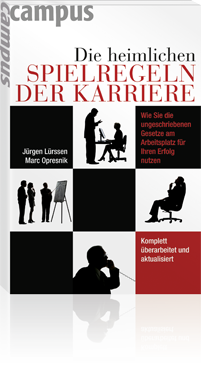 campus
campus
Die heimlichen
SPIELREGELN
DER KARRIERE
Wie Sie die
ungeschriebenen
Gesetze am
Arbeitsplatz für
Ihren Erfolg
nutzen
Jürgen Lürssen
Marc Opresnik
Komplett
überarbeitet und
aktualisiert